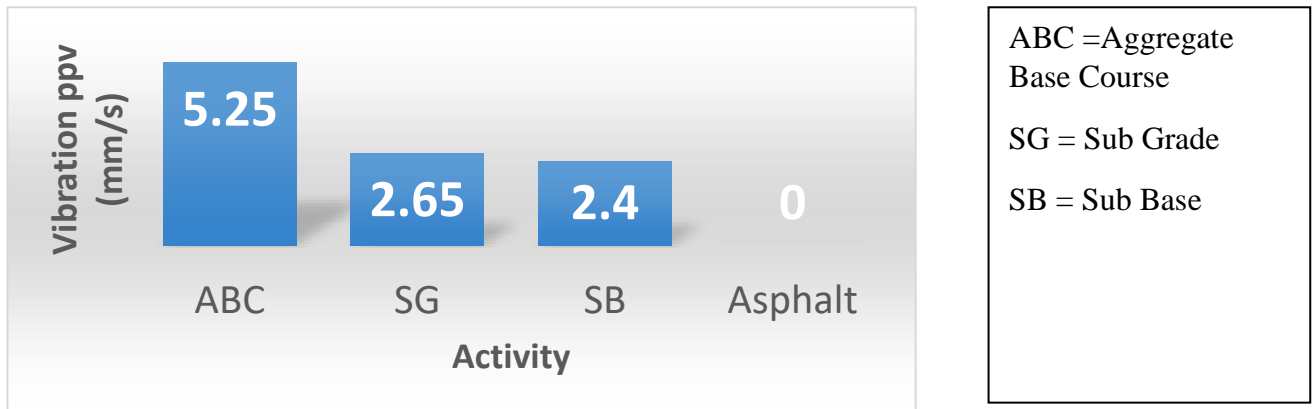 Vibration ppv
(mm/s)
5.25
2.65
2.4
0
ABC
SG
SB
Asphalt
Activity
ABC =Aggregate
Base Course
SG = Sub Grade
SB = Sub Base